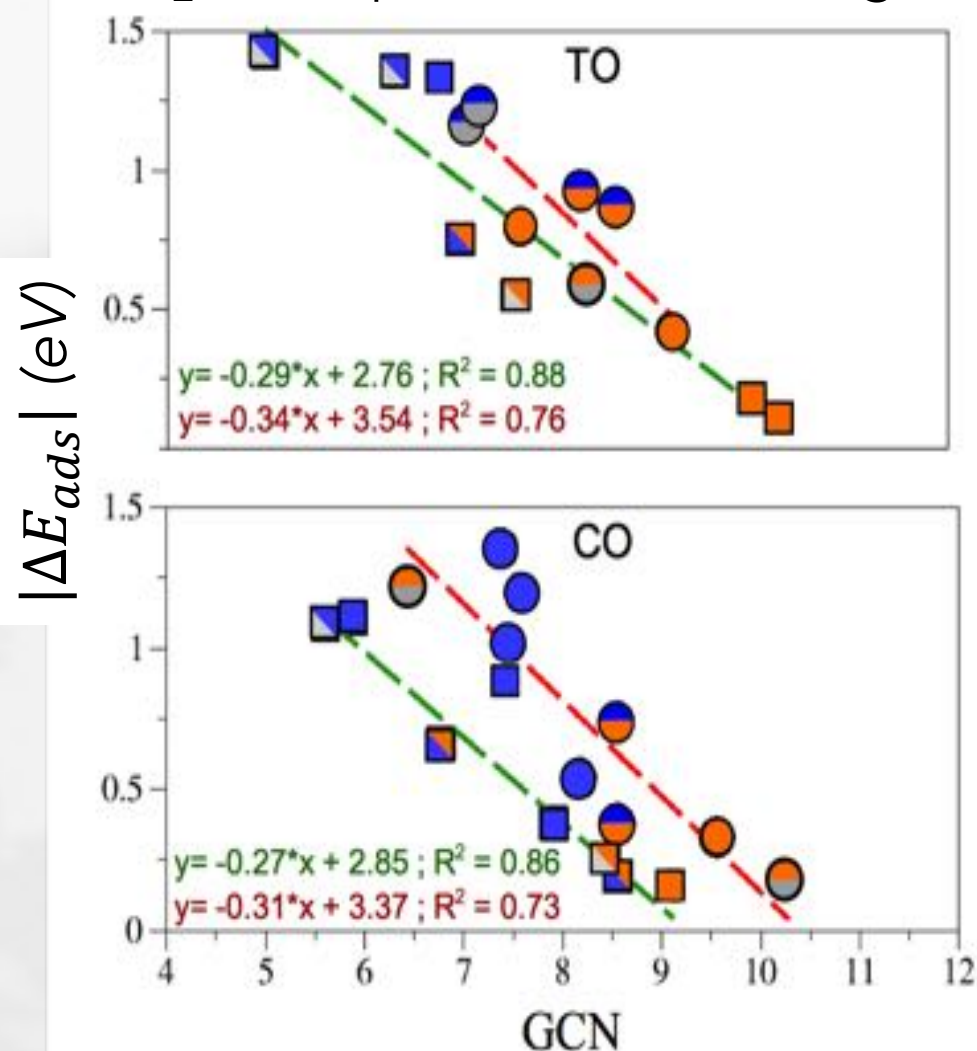 |ΔE_ads| (eV)
1.5
TO
1
0.5
y= -0.29*x + 2.76 ; R² = 0.88
y= -0.34*x + 3.54 ; R² = 0.76
1.5
CO
1
0.5
y= -0.27*x + 2.85 ; R² = 0.86
y= -0.31*x + 3.37 ; R² = 0.73
0
4 5 6 7 8 9 10 11 12
GCN